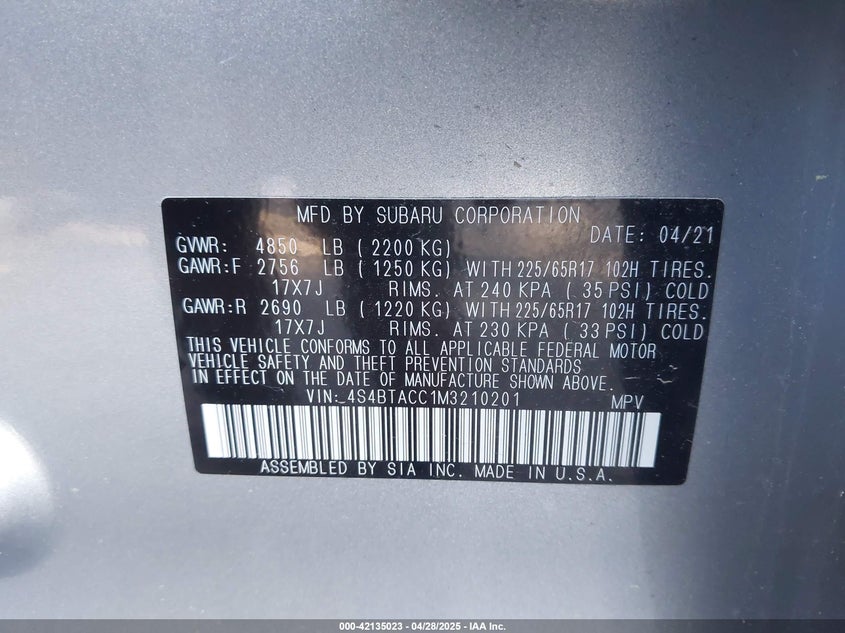 MFD BY SUBARU CORPORATION
DATE: 04/21
GVWR: 4850 LB (2200 KG)
GAWR:F 2756 LB (1250 KG) WITH 225/65R17 102H TIRES.
17X7J RIMS. AT 240 KPA (35 PSI) COLD
GAWR:R 2690 LB (1220 KG) WITH 225/65R17 102H TIRES.
17X7J RIMS. AT 230 KPA (33 PSI) COLD
THIS VEHICLE CONFORMS TO ALL APPLICABLE FEDERAL MOTOR
VEHICLE SAFETY AND THEFT PREVENTION STANDARDS
IN EFFECT ON THE DATE OF MANUFACTURE SHOWN ABOVE.
VIN: 4S4BTACC1M3210201 MPV
ASSEMBLED BY SIA INC. MADE IN U.S.A.
000-42135023 - 04/28/2025 - IAA Inc.